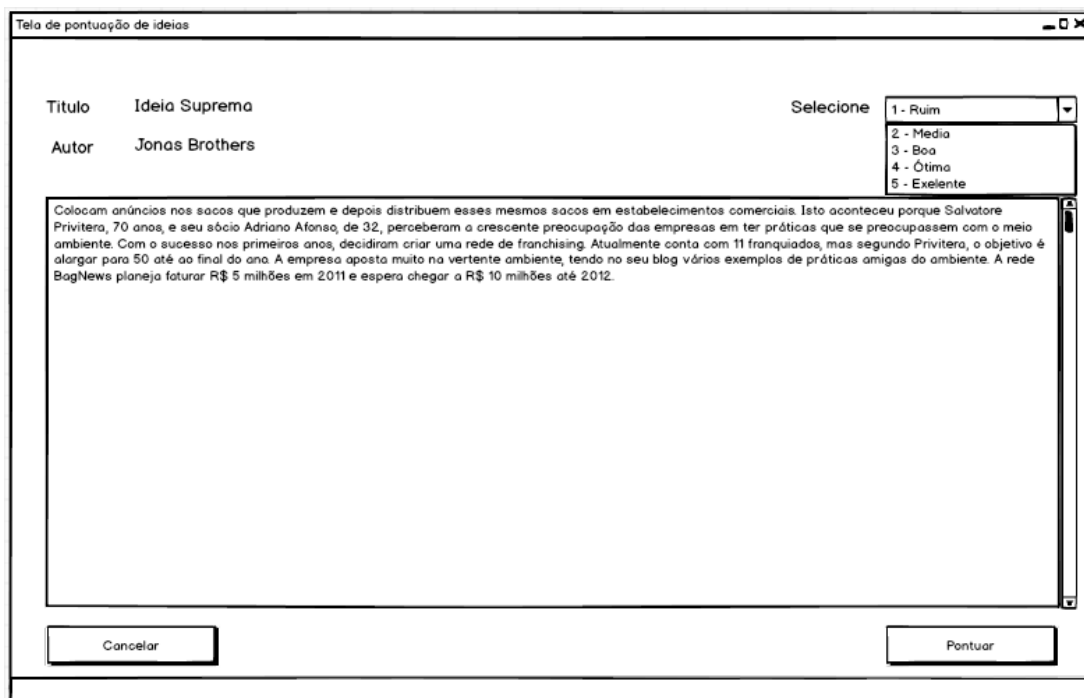 Tela de pontuação de ideias
Titulo Ideia Suprema Selecione 1 - Ruim
2 - Media
Autor Jonas Brothers 3 - Boa
4 - Ótima
5 - Exelente
Colocam anúncios nos sacos que produzem e depois distribuem esses mesmos sacos em estabelecimentos comerciais. Isto aconteceu porque Salvatore
Privitera, 70 anos, e seu sócio Adriano Afonso, de 32, perceberam a crescente preocupação das empresas em ter práticas que se preocupassem com o meio
ambiente. Com o sucesso nos primeiros anos, decidiram criar uma rede de franchising. Atualmente conta com 11 franquiados, mas segundo Privitera, o objetivo é
alargar para 50 até ao final do ano. A empresa aposta muito na vertente ambiente, tendo no seu blog vários exemplos de práticas amigas do ambiente. A rede
BagNews planeja faturar R$ 5 milhões em 2011 e espera chegar a R$ 10 milhões até 2012.
Cancelar Pontuar